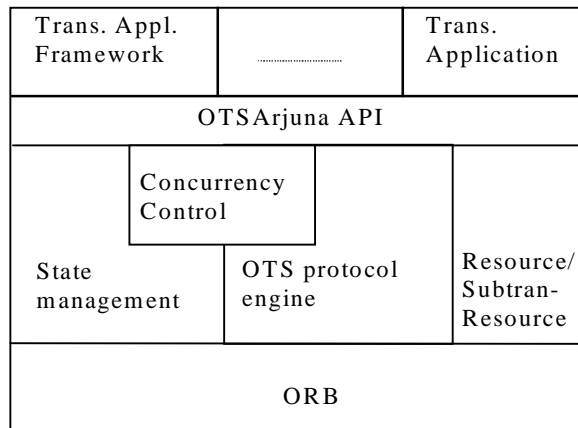 Trans. Appl.
Framework
Trans.
Application
OTSArjuna API
Concurrency
Control
State
management
OTS protocol
engine
Resource/
Subtran-
Resource
ORB